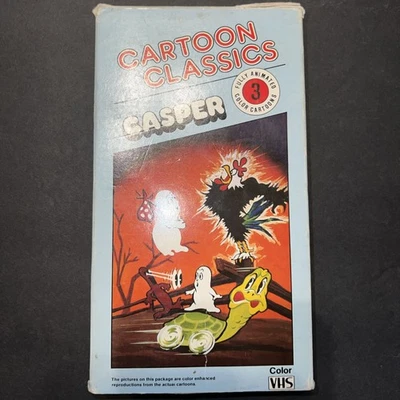 CARTOON
CLASSICS
FULLY ANIMATED
3
COLOR CARTOONS
CASPER
The pictures on this package are color enhanced
reproductions from the actual cartoons.
Color
VHS